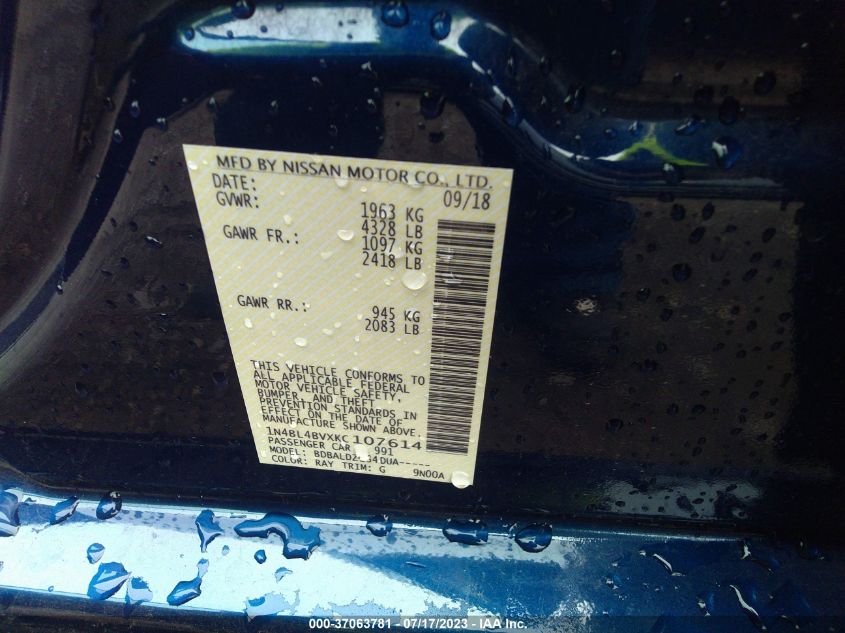 MFD BY NISSAN MOTOR CO., LTD.
DATE: 09/18
GVWR: 1963 KG
4328 LB
GAWR FR.: 1097 KG
2418 LB
GAWR RR.: 945 KG
2083 LB
THIS VEHICLE CONFORMS TO
ALL APPLICABLE FEDERAL
MOTOR VEHICLE SAFETY,
BUMPER, AND THEFT
PREVENTION STANDARDS IN
EFFECT ON THE DATE OF
MANUFACTURE SHOWN ABOVE.
1N4BL4BVXKC107614
PASSENGER CAR 991
MODEL:
COLOR: RAY TRIM: G 9N00A
000-37063781 - 07/17/2023 - IAA Inc.